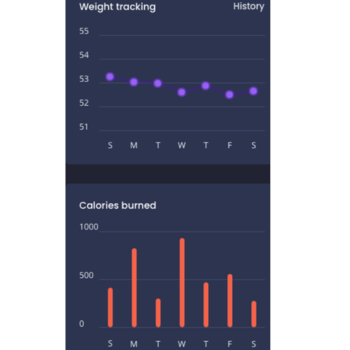 Weight tracking History
55
54
53
52
51
S M T W T F S
Calories burned
1000
500
0
S M T W T F S